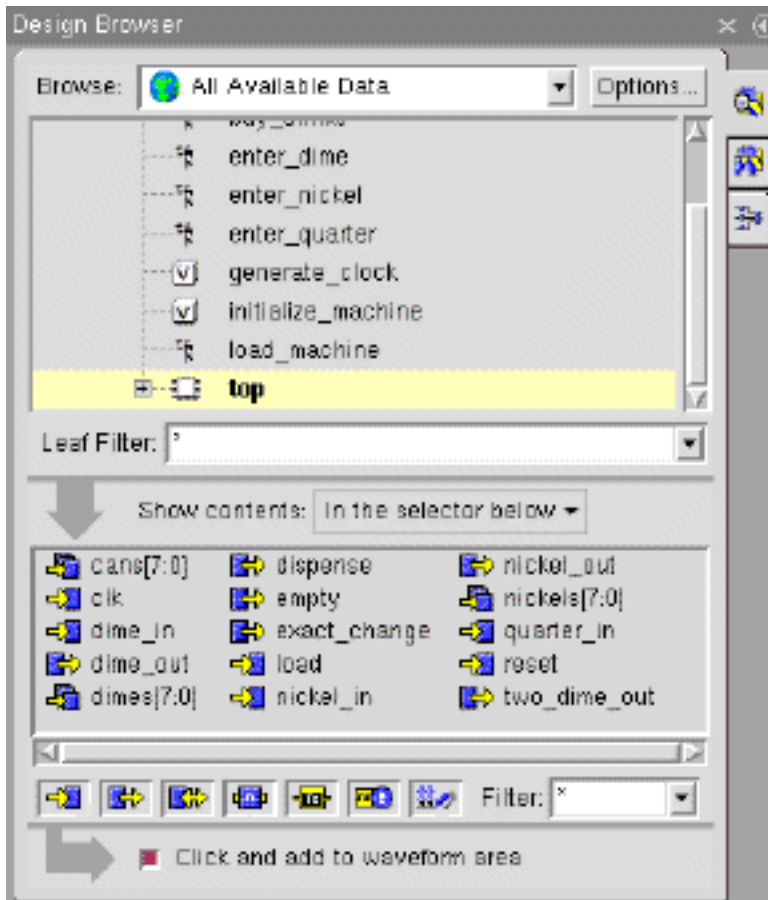 Design Browser
Browse: All Available Data Options...
enter_dime
enter_nickel
enter_quarter
generate_clock
initialize_machine
load_machine
top
Leaf Filter: *
Show contents: In the selector below
cans[7:0] dispense nickel_out
clk empty nickels[7:0]
dime_in exact_change quarter_in
dime_out load reset
dimes[7:0] nickel_in two_dime_out
Filter: *
Click and add to waveform area